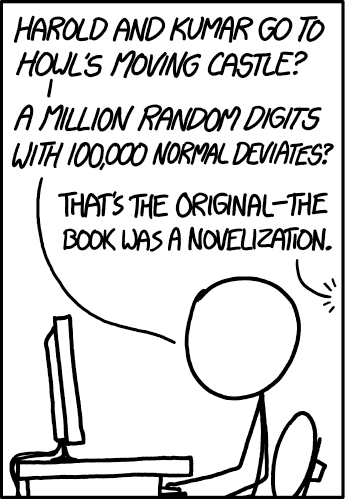 HAROLD AND KUMAR GO TO
HOWL'S MOVING CASTLE?
A MILLION RANDOM DIGITS
WITH 100,000 NORMAL DEVIATES?
THAT'S THE ORIGINAL—THE
BOOK WAS A NOVELIZATION.